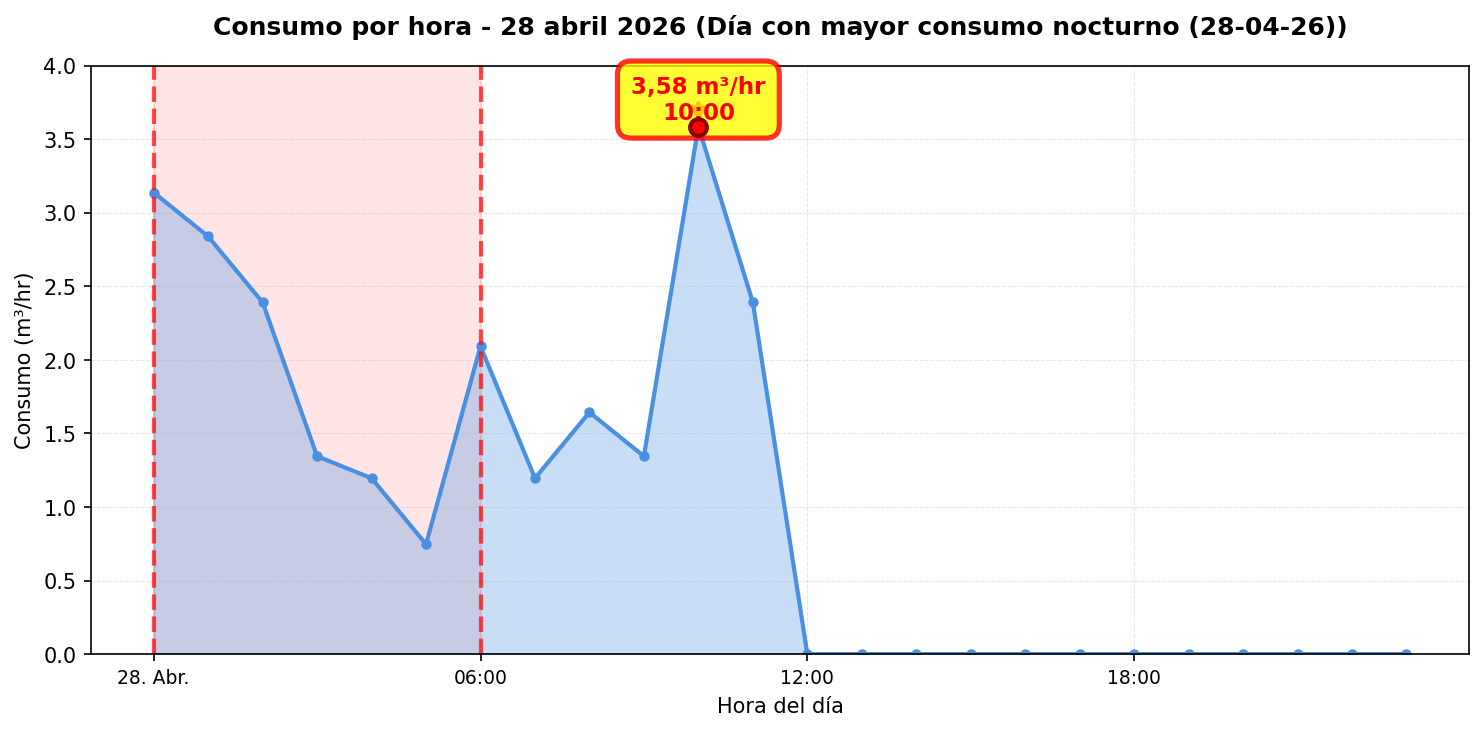 Consumo por hora - 28 abril 2026 (Día con mayor consumo nocturno (28-04-26))
3,58 m³/hr
10:00
Consumo (m³/hr)
4.0
3.5
3.0
2.5
2.0
1.5
1.0
0.5
0.0
28. Abr.
06:00
12:00
18:00
Hora del día